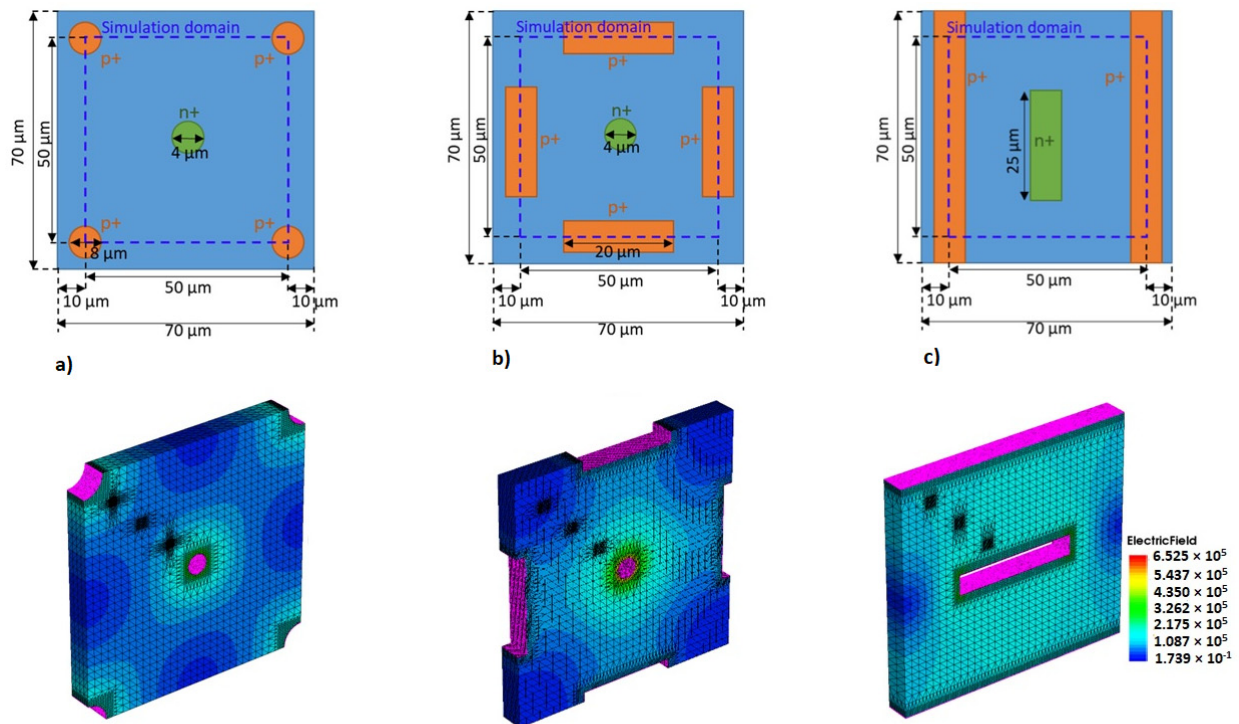 Simulation domain
p+ p+
n+
4 µm
p+ p+
8 µm
70 µm
50 µm
50 µm
10 µm 10 µm
70 µm
a)
Simulation domain
p+
n+
p+ p+
4 µm
p+
20 µm
70 µm
50 µm
50 µm
10 µm 10 µm
70 µm
b)
Simulation domain
p+ p+
n+
25 µm
70 µm
50 µm
50 µm
10 µm 10 µm
70 µm
c)
ElectricField
6.525 × 10⁵
5.437 × 10⁵
4.350 × 10⁵
3.262 × 10⁵
2.175 × 10⁵
1.087 × 10⁵
1.739 × 10⁻¹